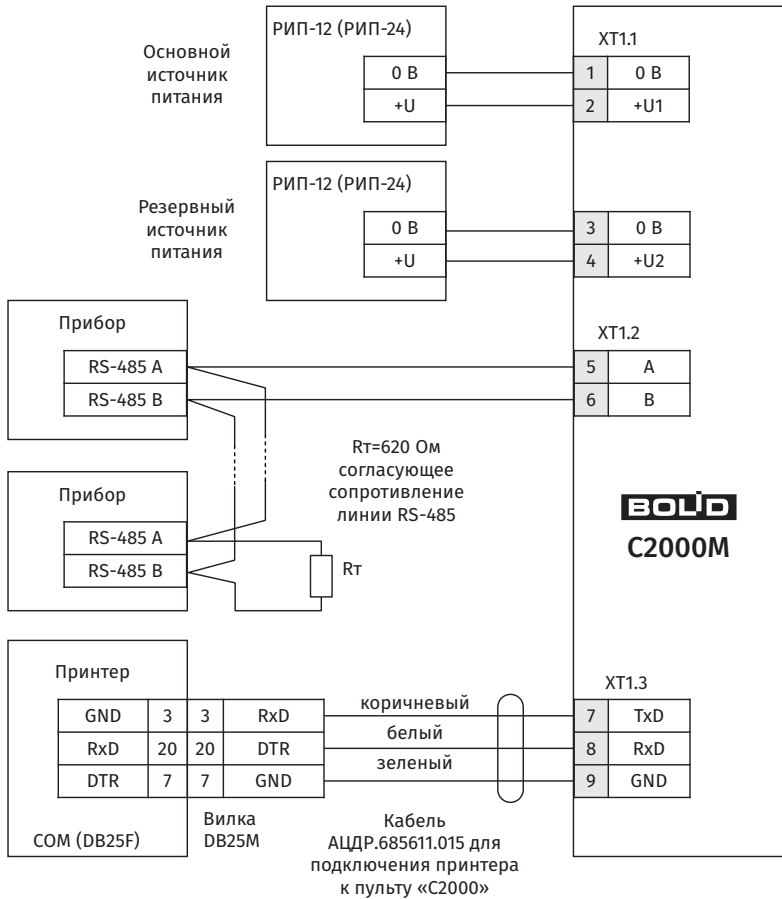 РИП-12 (РИП-24)
XT1.1
Основной
источник
питания
0 В
1
0 В
+U
2
+U1
РИП-12 (РИП-24)
Резервный
источник
питания
0 В
3
0 В
+U
4
+U2
Прибор
XT1.2
RS-485 A
5
A
RS-485 B
6
B
Rт=620 Ом
согласующее
сопротивление
линии RS-485
Прибор
RS-485 A
RS-485 B
Rт
BOLID
С2000М
Принтер
XT1.3
GND
3
3
RxD
коричневый
7
TxD
RxD
20
20
DTR
белый
8
RxD
DTR
7
7
GND
зеленый
9
GND
COM (DB25F)
Вилка
DB25M
Кабель
АЦДР.685611.015 для
подключения принтера
к пульту «С2000»